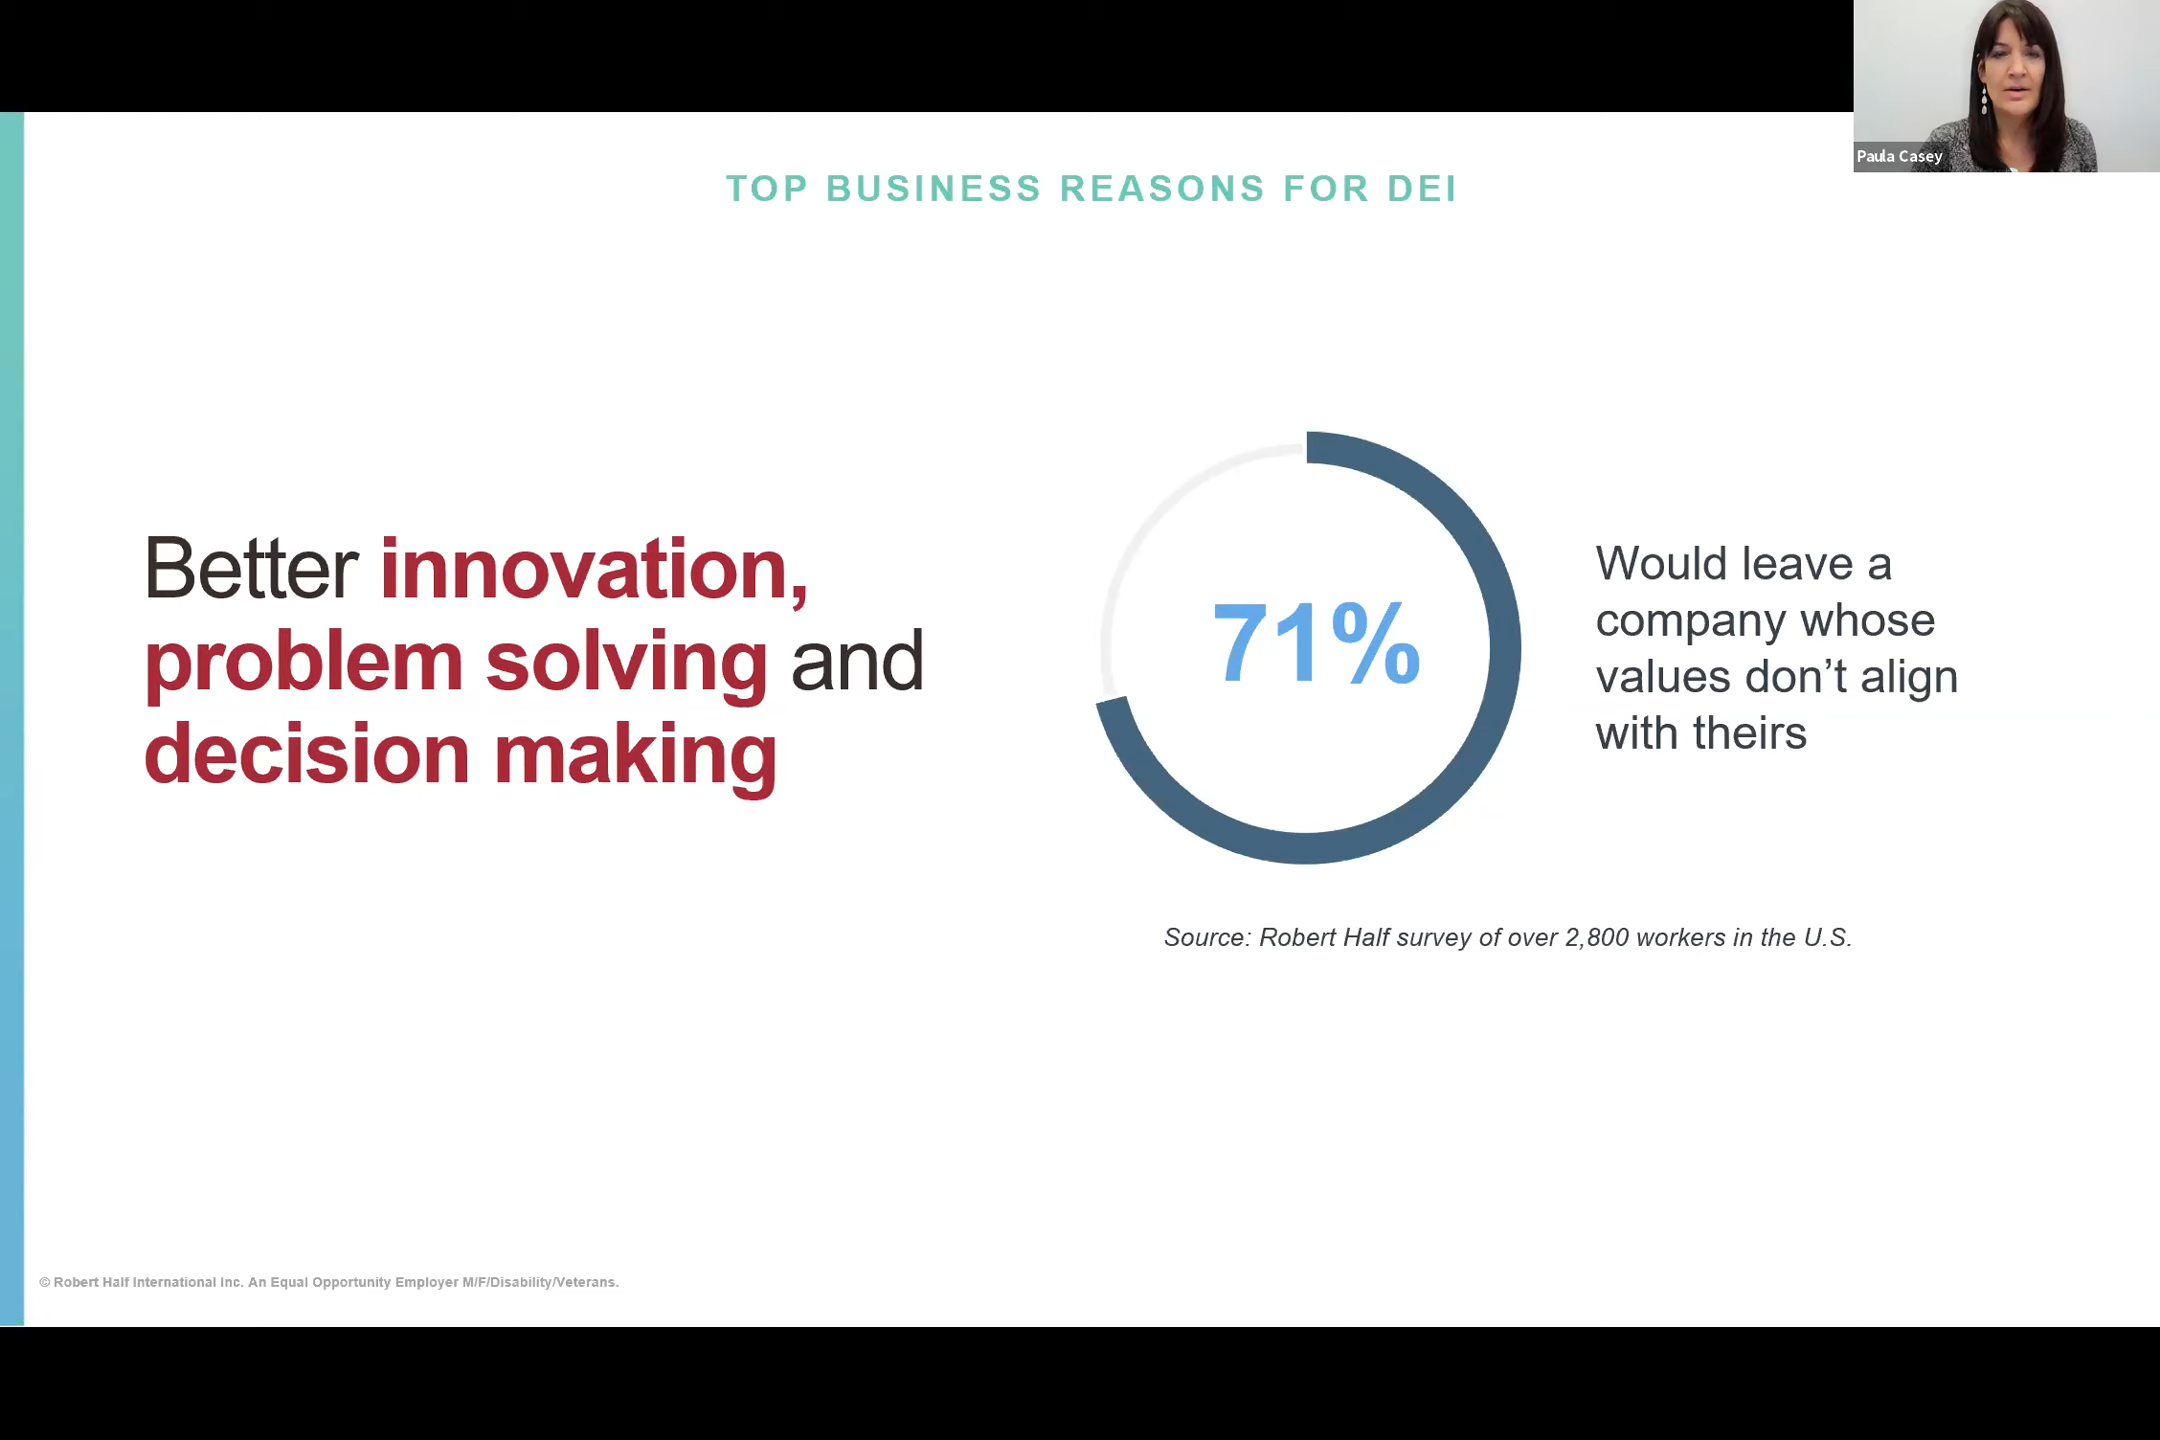 Paula Casey
TOP BUSINESS REASONS FOR DEI
Better innovation,
problem solving and
decision making
71%
Would leave a
company whose
values don't align
with theirs
Source: Robert Half survey of over 2,800 workers in the U.S.
© Robert Half International Inc. An Equal Opportunity Employer M/F/Disability/Veterans.